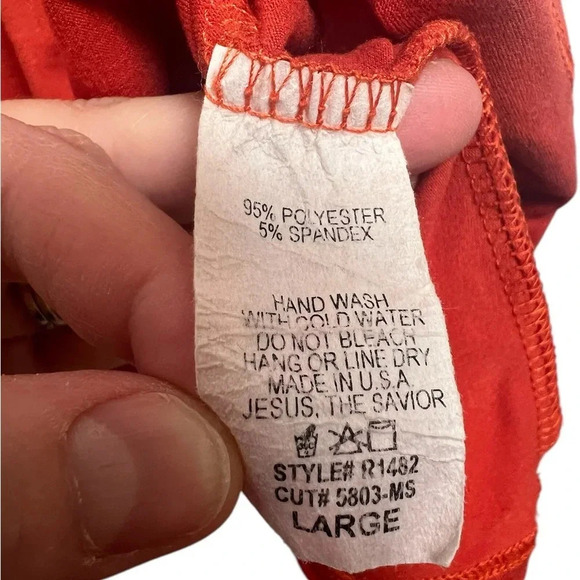 95% POLYESTER
5% SPANDEX
HAND WASH
WITH COLD WATER
DO NOT BLEACH
HANG OR LINE DRY
MADE IN U.S.A
JESUS, THE SAVIOR
STYLE# R1482
CUT# 5803-MS
LARGE